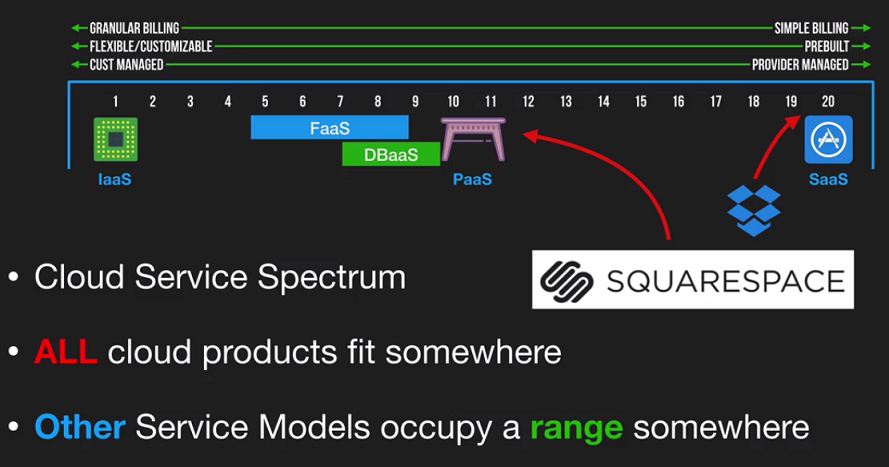 GRANULAR BILLING SIMPLE BILLING
FLEXIBLE/CUSTOMIZABLE PREBUILT
CUST MANAGED PROVIDER MANAGED
1 2 3 4 5 6 7 8 9 10 11 12 13 14 15 16 17 18 19 20
FaaS
DBaaS
IaaS PaaS SaaS
SQUARESPACE
• Cloud Service Spectrum
• ALL cloud products fit somewhere
• Other Service Models occupy a range somewhere